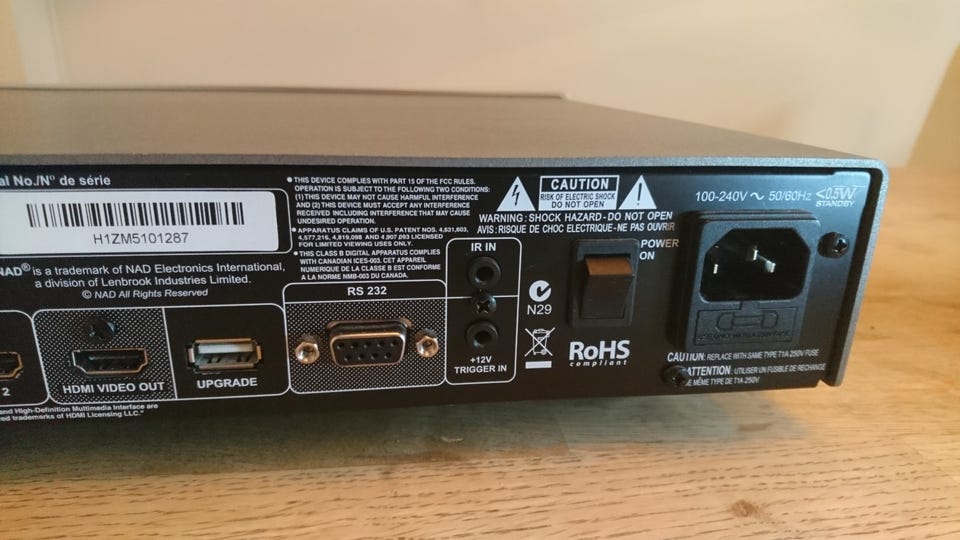 al No./N° de série
H1ZM5101287
NAD® is a trademark of NAD Electronics International,
a division of Lenbrook Industries Limited.
© NAD All Rights Reserved
• THIS DEVICE COMPLIES WITH PART 15 OF THE FCC RULES.
OPERATION IS SUBJECT TO THE FOLLOWING TWO CONDITIONS:
(1) THIS DEVICE MAY NOT CAUSE HARMFUL INTERFERENCE
AND (2) THIS DEVICE MUST ACCEPT ANY INTERFERENCE
RECEIVED INCLUDING INTERFERENCE THAT MAY CAUSE
UNDESIRED OPERATION.
• APPARATUS CLAIMS OF U.S. PATENT NOS. 4,631,603,
4,577,216, 4,819,098 AND 4,907,093 LICENSED
FOR LIMITED VIEWING USES ONLY.
• THIS CLASS B DIGITAL APPARATUS COMPLIES
WITH CANADIAN ICES-003. CET APPAREIL
NUMERIQUE DE LA CLASSE B EST CONFORME
A LA NORME NMB-003 DU CANADA.
CAUTION
RISK OF ELECTRIC SHOCK
DO NOT OPEN
WARNING: SHOCK HAZARD - DO NOT OPEN
AVIS: RISQUE DE CHOC ELECTRIQUE - NE PAS OUVRIR
100-240V ~ 50/60Hz
<0.5W
STANDBY
POWER
ON
IR IN
+12V
TRIGGER IN
N29
RoHS
compliant
RS 232
2
HDMI VIDEO OUT
UPGRADE
and High-Definition Multimedia Interface are
red trademarks of HDMI Licensing LLC."
CAUTION: REPLACE WITH SAME TYPE T1A 250V FUSE
ATTENTION: UTILISER UN FUSIBLE DE RECHANGE
DE MÊME TYPE DE T1A 250V